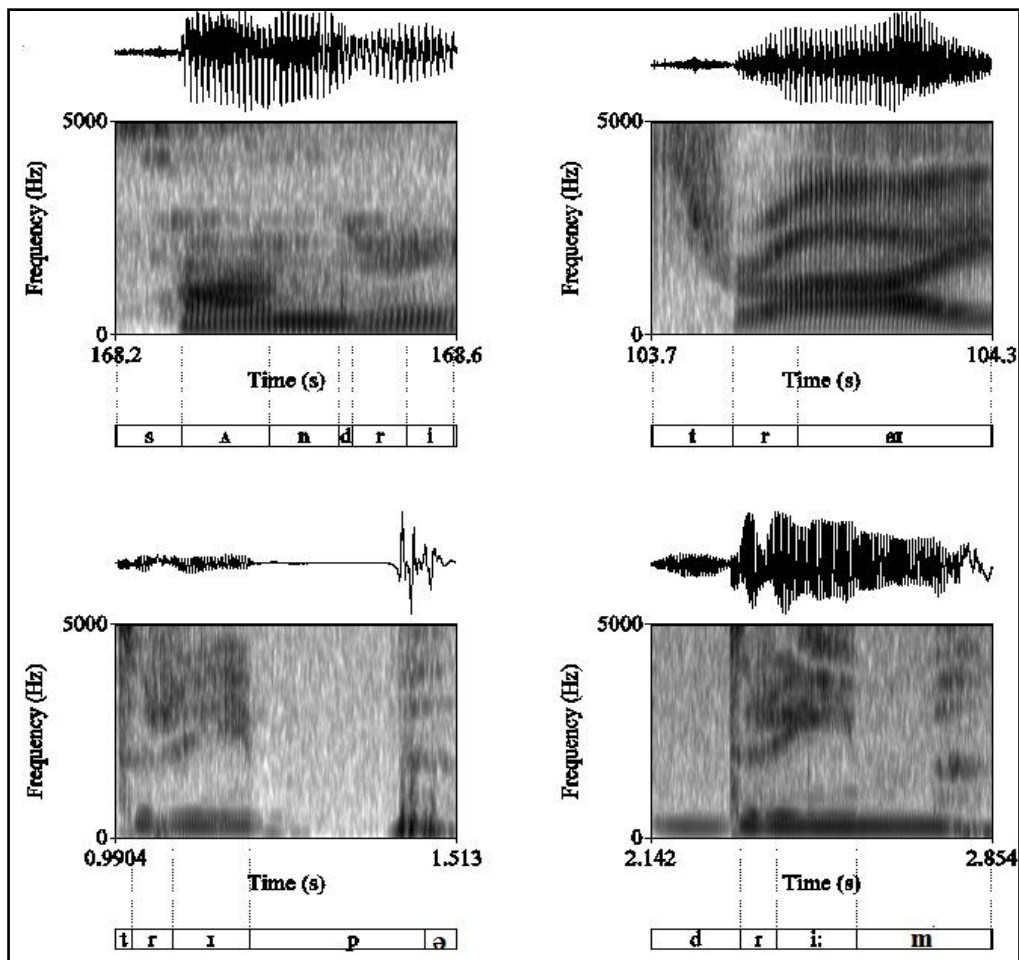 5000
5000
Frequency (Hz)
Frequency (Hz)
0
0
168.2
168.6
103.7
104.3
Time (s)
Time (s)
s ʌ n d r i
t r aɪ
5000
5000
Frequency (Hz)
Frequency (Hz)
0
0
0.9904
1.513
2.142
2.854
Time (s)
Time (s)
t r ɪ p ə
d r i: m